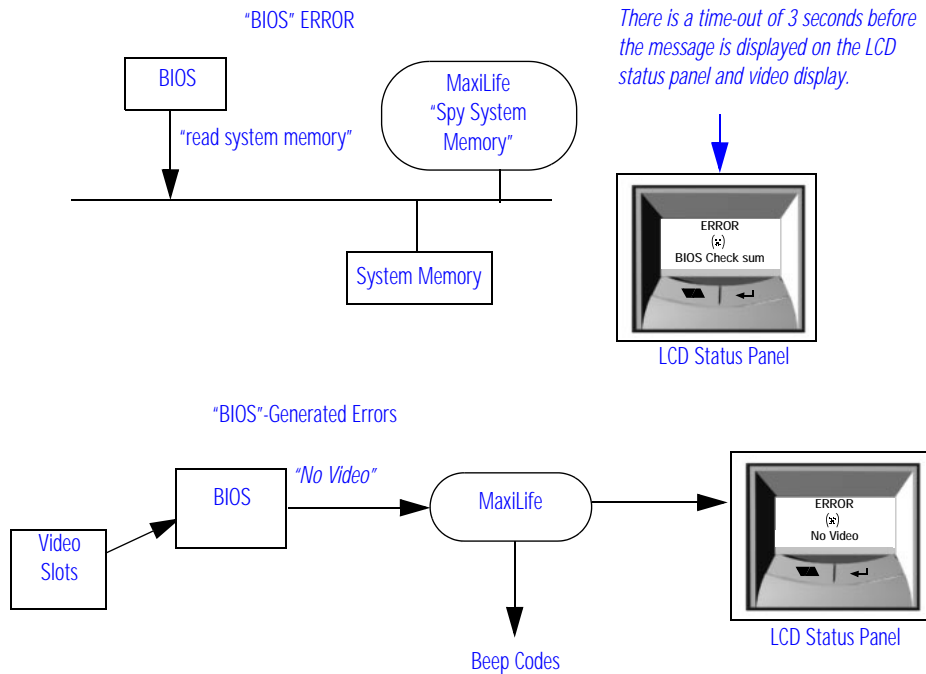 “BIOS” ERROR
There is a time-out of 3 seconds before
the message is displayed on the LCD
status panel and video display.
BIOS
MaxiLife
“Spy System
Memory”
“read system memory”
System Memory
ERROR
BIOS Check sum
LCD Status Panel
“BIOS”-Generated Errors
Video
Slots
BIOS
“No Video”
MaxiLife
Beep Codes
ERROR
No Video
LCD Status Panel